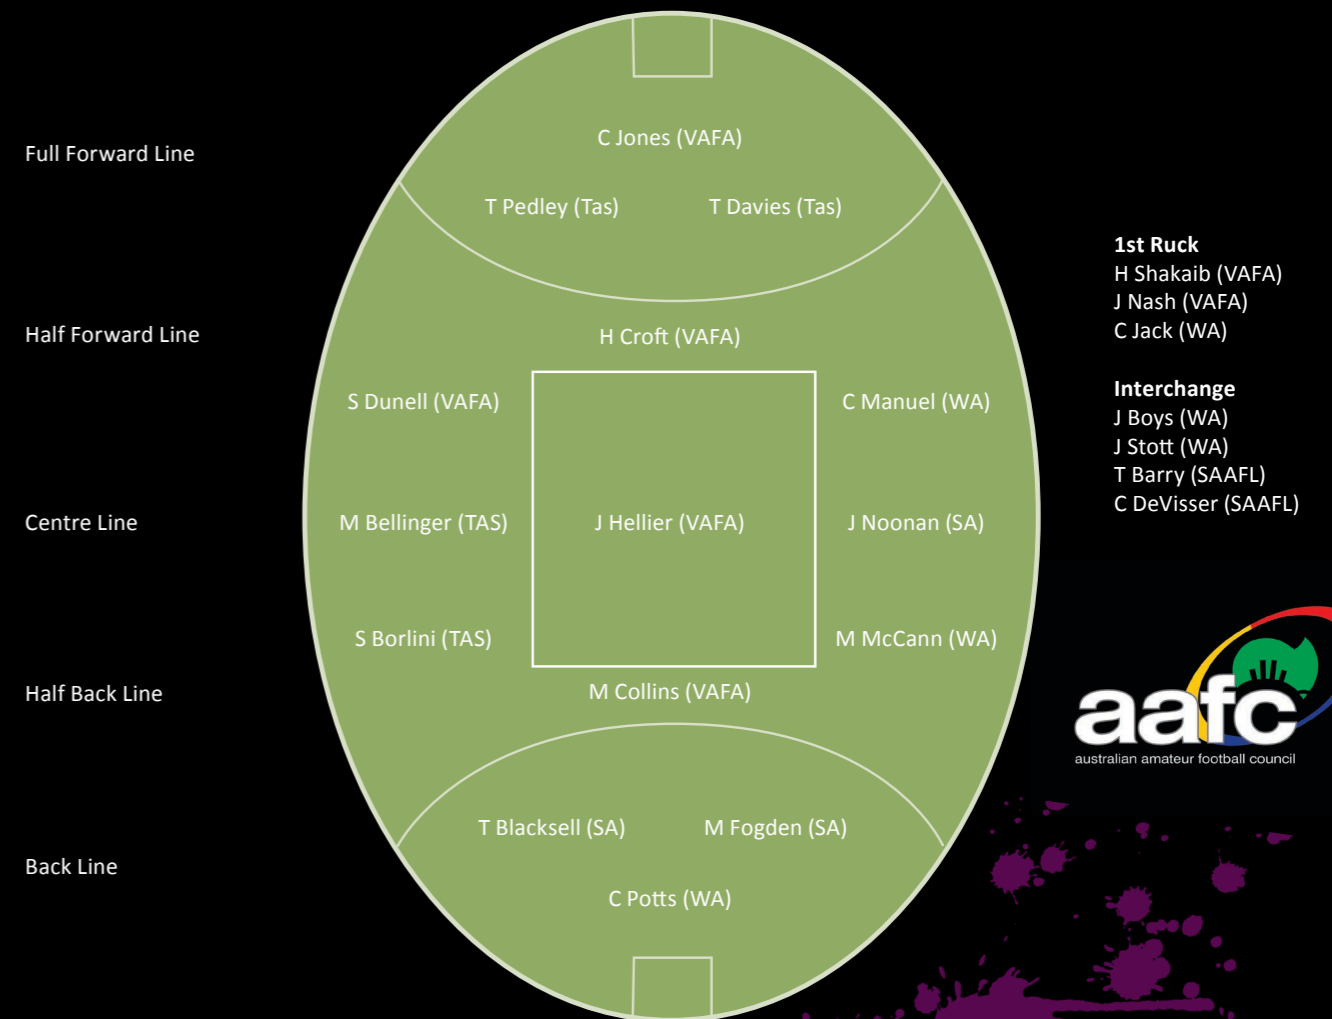 Full Forward Line
C Jones (VAFA)
T Pedley (Tas)
T Davies (Tas)
Half Forward Line
H Croft (VAFA)
S Dunell (VAFA)
C Manuel (WA)
Centre Line
M Bellinger (TAS)
J Hellier (VAFA)
J Noonan (SA)
S Borlini (TAS)
M McCann (WA)
Half Back Line
M Collins (VAFA)
T Blacksell (SA)
M Fogden (SA)
Back Line
C Potts (WA)
1st Ruck
H Shakaib (VAFA)
J Nash (VAFA)
C Jack (WA)
Interchange
J Boys (WA)
J Stott (WA)
T Barry (SAAFL)
C DeVisser (SAAFL)
aafc
australian amateur football council